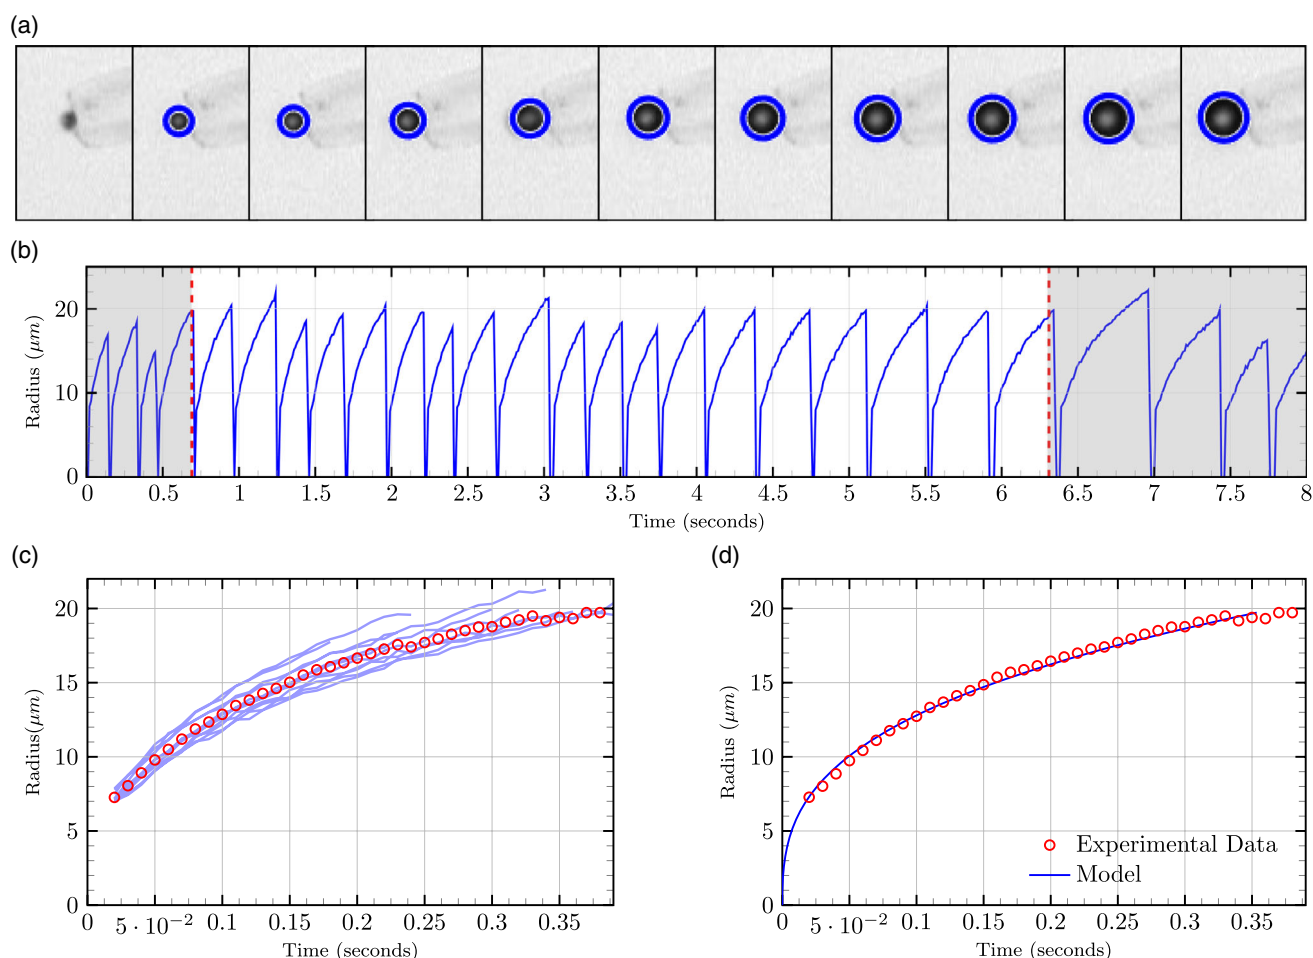 (a)
(b)
20
10
0
Radius (μm)
0 0.5 1 1.5 2 2.5 3 3.5 4 4.5 5 5.5 6 6.5 7 7.5 8
Time (seconds)
(c)
20
15
10
5
0
Radius(μm)
0 5·10⁻² 0.1 0.15 0.2 0.25 0.3 0.35
Time (seconds)
(d)
20
15
10
5
0
Radius (μm)
Experimental Data
Model
0 5·10⁻² 0.1 0.15 0.2 0.25 0.3 0.35
Time (seconds)